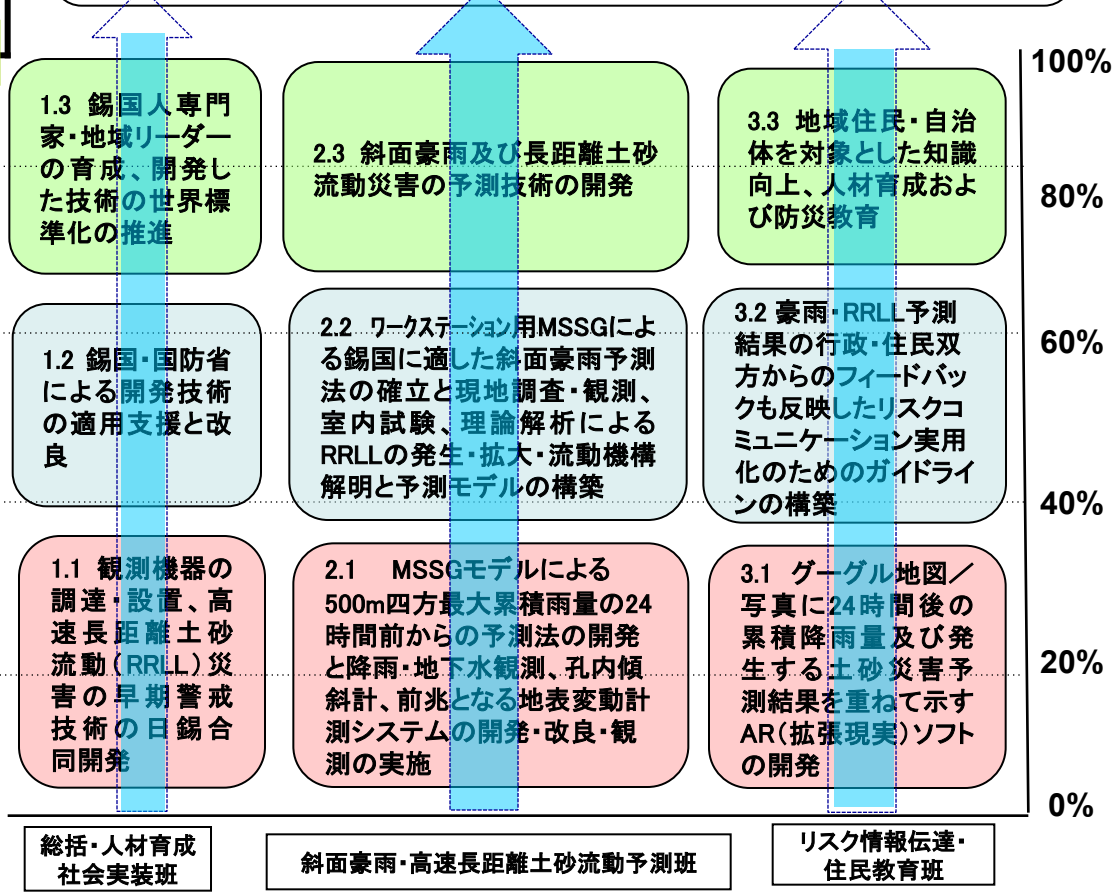 100%
1.3 錫国人専門
家・地域リーダー
の育成、開発し
た技術の世界標
準化の推進
2.3 斜面豪雨及び長距離土砂
流動災害の予測技術の開発
3.3 地域住民・自治
体を対象とした知識
向上、人材育成およ
び防災教育
80%
1.2 錫国・国防省
による開発技術
の適用支援と改
良
2.2 ワークステーション用MSSGによ
る錫国に適した斜面豪雨予測
法の確立と現地調査・観測、
室内試験、理論解析による
RRLLの発生・拡大・流動機構
解明と予測モデルの構築
3.2 豪雨・RRLL予測
結果の行政・住民双
方からのフィードバッ
クも反映したリスクコ
ミュニケーション実用
化のためのガイドライ
ンの構築
60%
40%
1.1 観測機器の
調達・設置、高
速長距離土砂
流動(RRLL)災
害の早期警戒
技術の日錫合
同開発
2.1 MSSGモデルによる
500m四方最大累積雨量の24
時間前からの予測法の開発
と降雨・地下水観測、孔内傾
斜計、前兆となる地表変動計
測システムの開発・改良・観
測の実施
3.1 グーグル地図／
写真に24時間後の
累積降雨量及び発
生する土砂災害予
測結果を重ねて示す
AR(拡張現実)ソフト
の開発
20%
0%
総括・人材育成
社会実装班
斜面豪雨・高速長距離土砂流動予測班
リスク情報伝達・
住民教育班